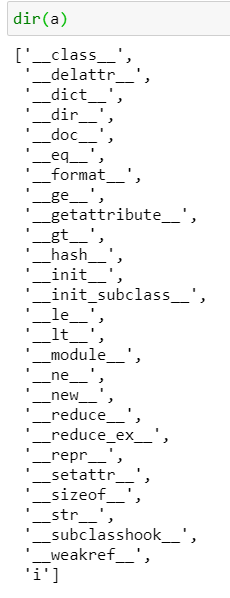 dir(a)
['__class__',
'__delattr__',
'__dict__',
'__dir__',
'__doc__',
'__eq__',
'__format__',
'__ge__',
'__getattribute__',
'__gt__',
'__hash__',
'__init__',
'__init_subclass__',
'__le__',
'__lt__',
'__module__',
'__ne__',
'__new__',
'__reduce__',
'__reduce_ex__',
'__repr__',
'__setattr__',
'__sizeof__',
'__str__',
'__subclasshook__',
'__weakref__',
'i']